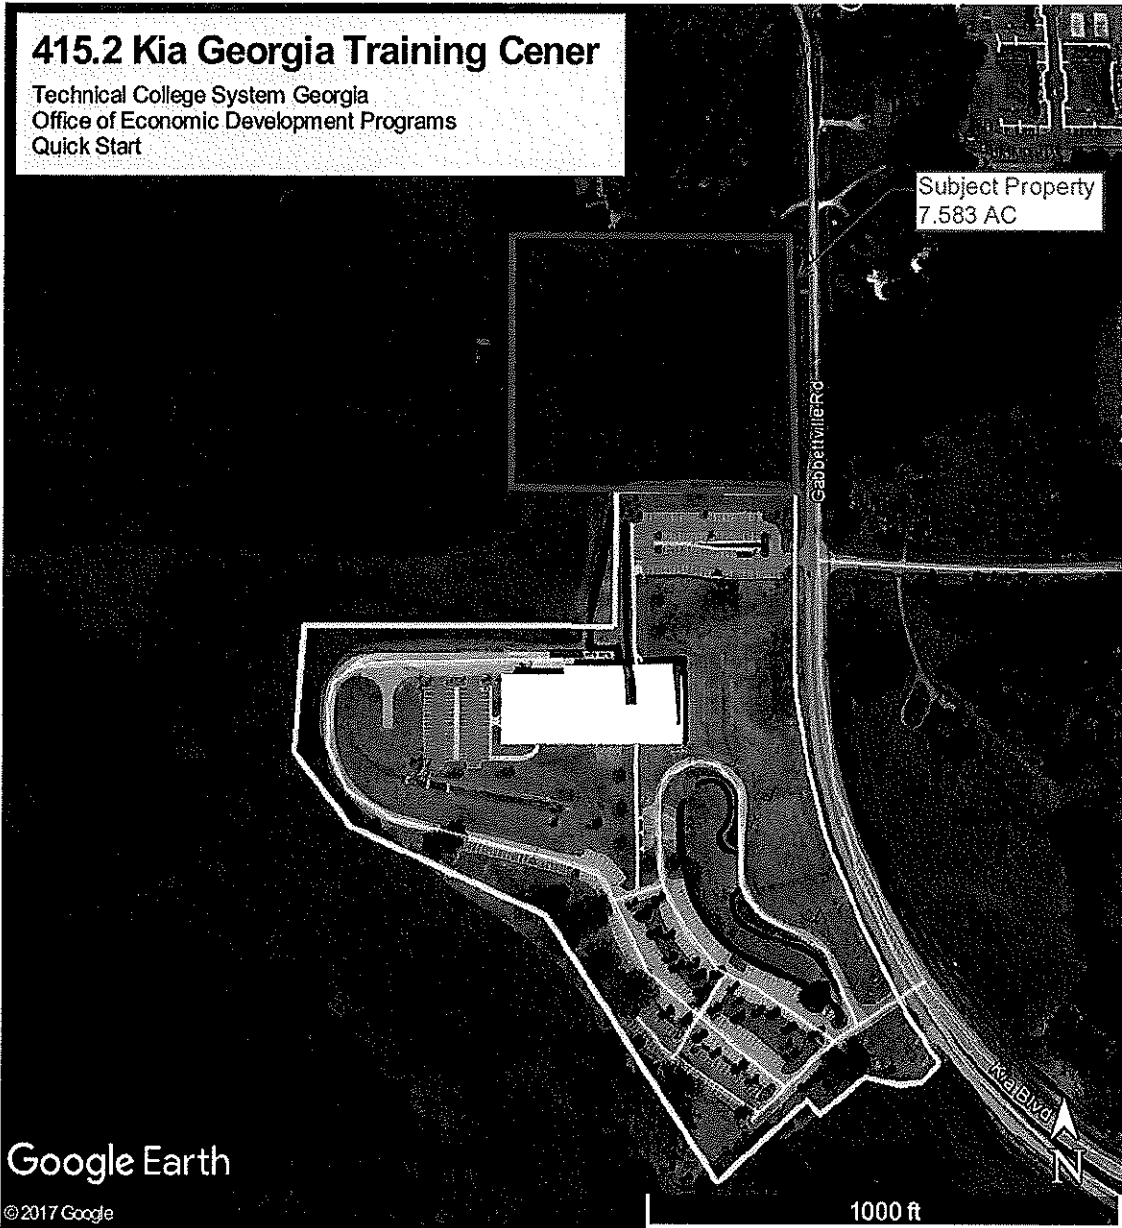 415.2 Kia Georgia Training Cener
Technical College System Georgia
Office of Economic Development Programs
Quick Start
Subject Property
7.583 AC
Gabbettville Rd
Kia Blvd
N
Google Earth
©2017 Google
1000 ft